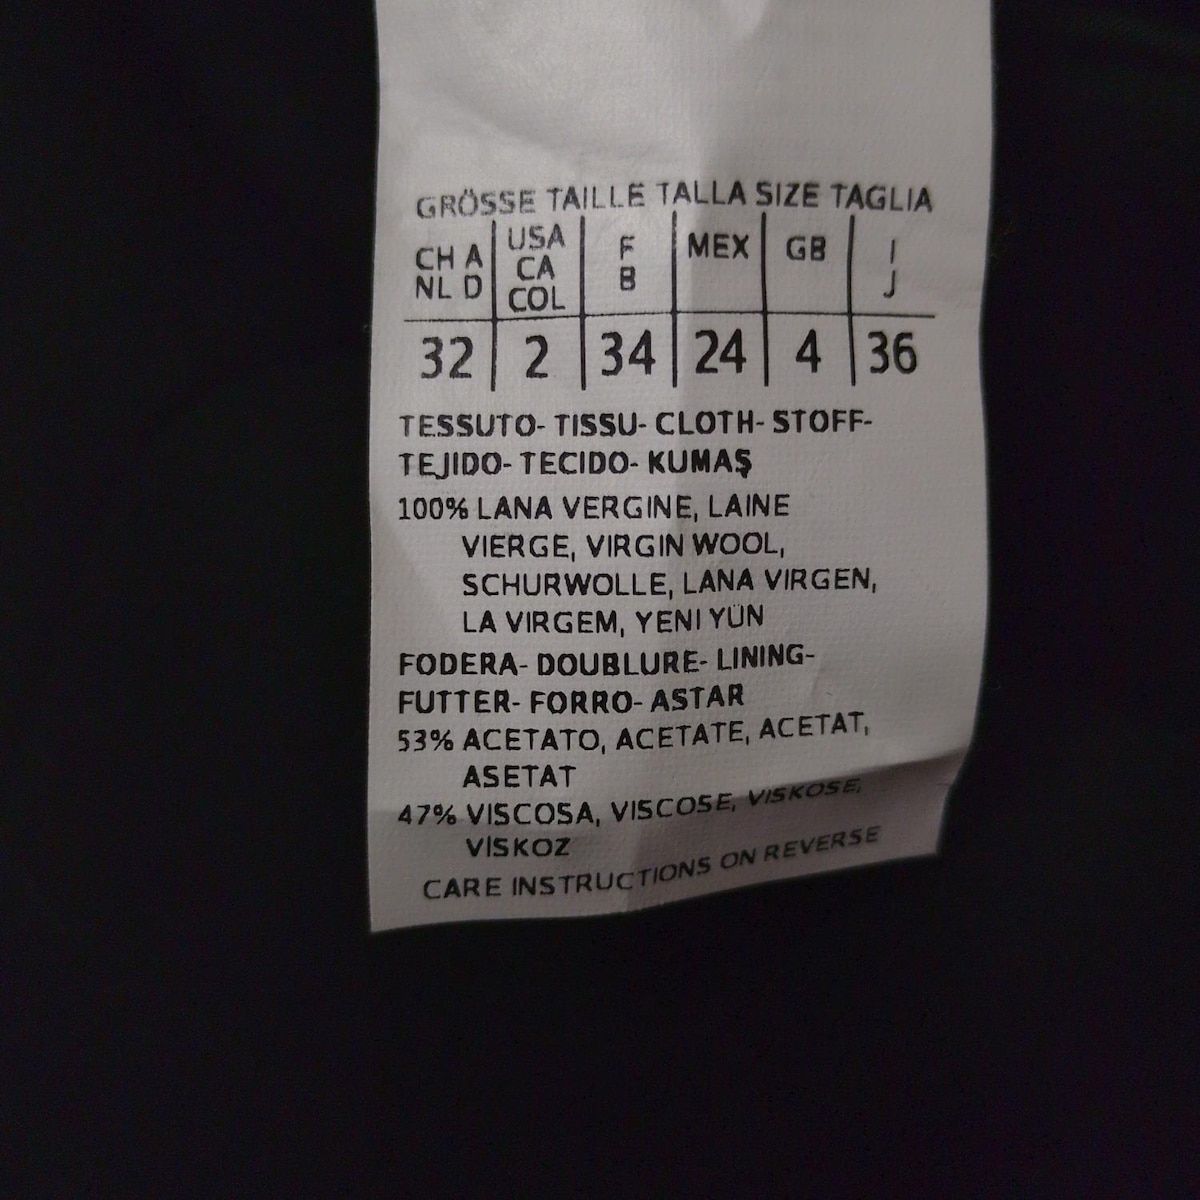 GRÖSSE TAILLE TALLA SIZE TAGLIA
CH A NL D USA CA COL F B MEX GB I J
32 2 34 24 4 36
TESSUTO- TISSU- CLOTH- STOFF-
TEJIDO- TECIDO- KUMAŞ
100% LANA VERGINE, LAINE
VIERGE, VIRGIN WOOL,
SCHURWOLLE, LANA VIRGEN,
LA VIRGEM, YENI YÜN
FODERA- DOUBLURE- LINING-
FUTTER- FORRO- ASTAR
53% ACETATO, ACETATE, ACETAT,
ASETAT
47% VISCOSA, VISCOSE, VISKOSE,
VİSKOZ
CARE INSTRUCTIONS ON REVERSE